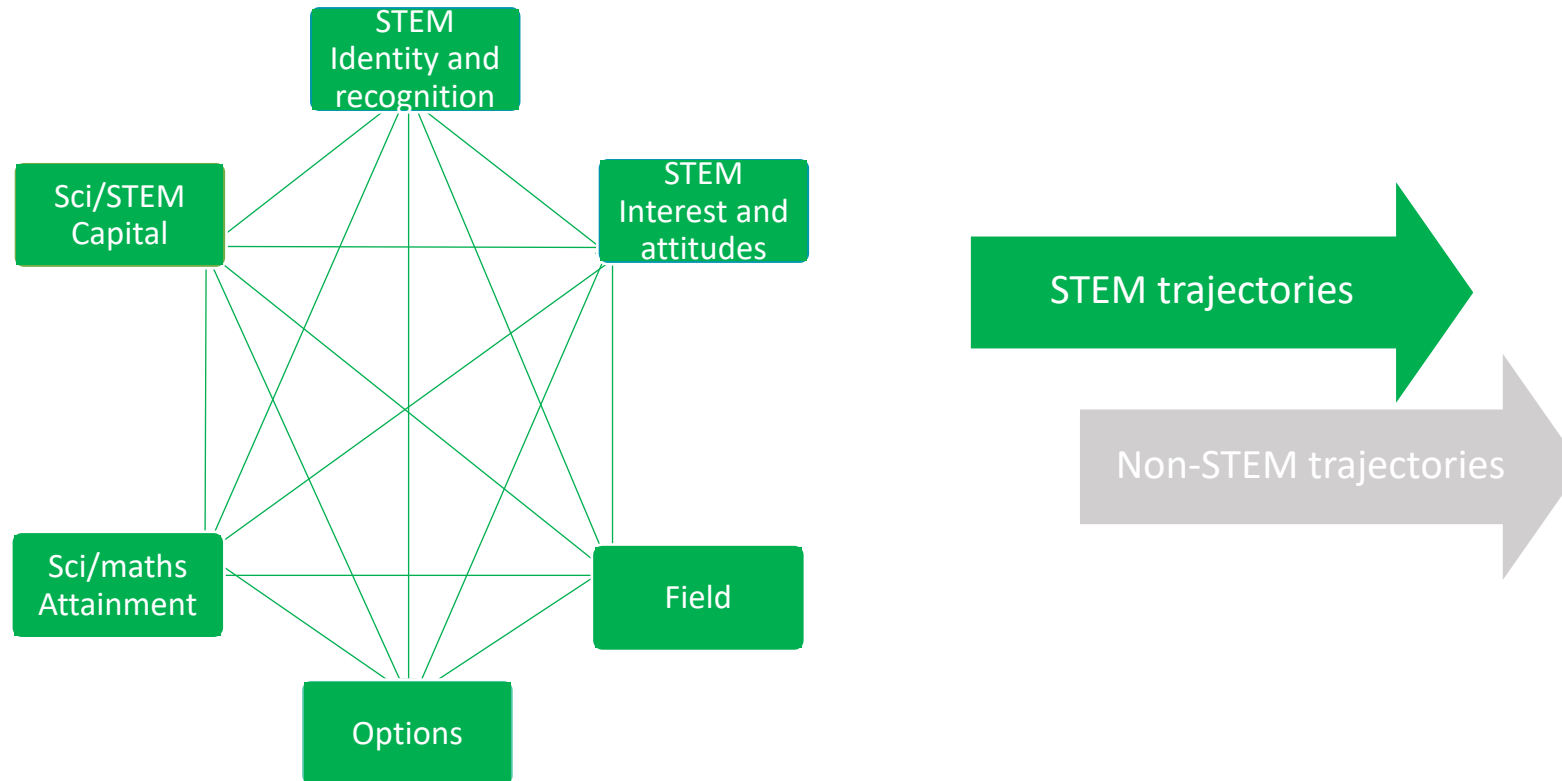 STEM
Identity and
recognition
Sci/STEM
Capital
STEM
Interest and
attitudes
STEM trajectories
Non-STEM trajectories
Sci/maths
Attainment
Field
Options